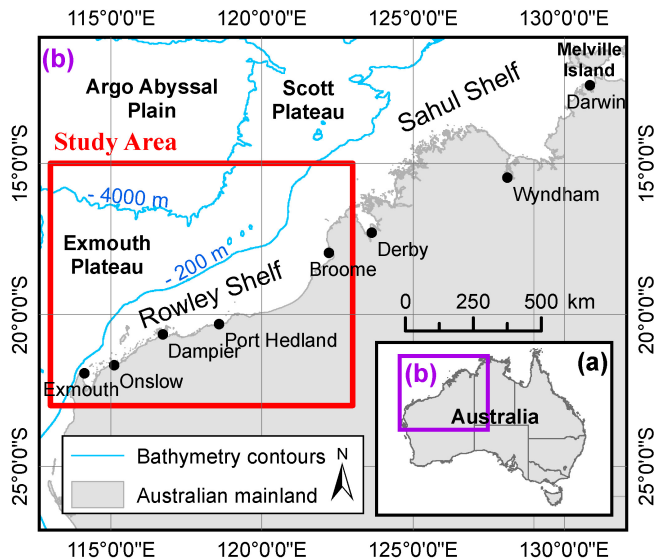 115°0'0"E 120°0'0"E 125°0'0"E 130°0'0"E
(b)
Melville
Island
Darwin
Argo Abyssal
Plain
Scott
Plateau
Sahul Shelf
Study Area
15°0'0"S
15°0'0"S
- 4000 m
Wyndham
Exmouth
Plateau
Derby
- 200 m
Broome
Rowley Shelf
0 250 500 km
20°0'0"S
20°0'0"S
Port Hedland
Dampier
Onslow
Exmouth
(a)
(b)
Australia
Bathymetry contours
N
Australian mainland
25°0'0"S
25°0'0"S
115°0'0"E 120°0'0"E 125°0'0"E 130°0'0"E